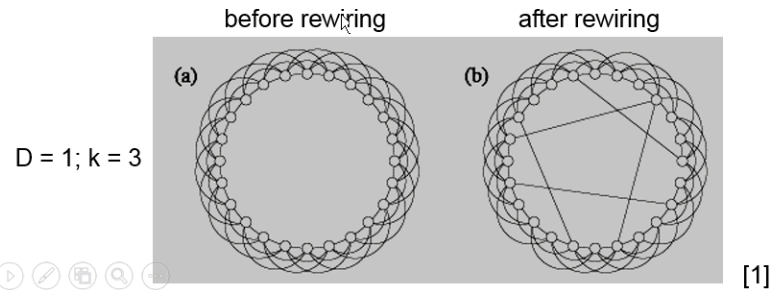 before rewiring
after rewiring
(a)
(b)
D = 1; k = 3
[1]